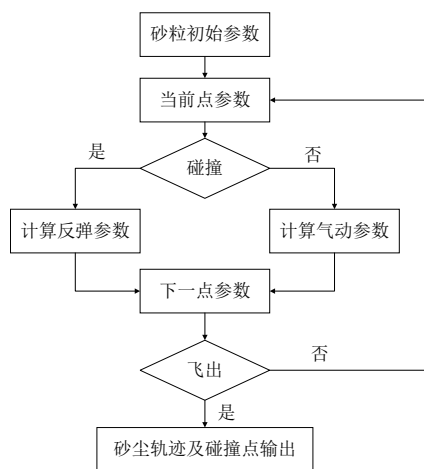 砂粒初始参数
当前点参数
是
碰撞
否
计算反弹参数
计算气动参数
下一点参数
飞出
否
是
砂尘轨迹及碰撞点输出